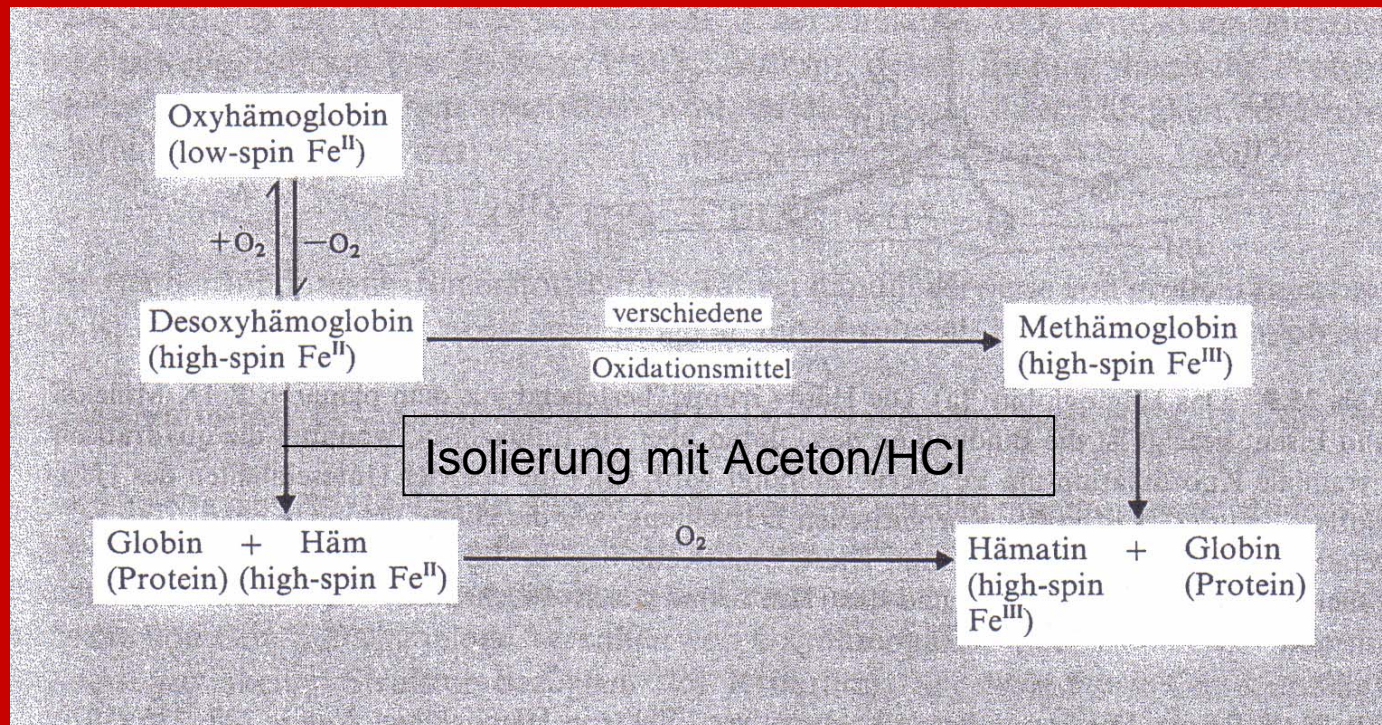 Oxyhämoglobin
(low-spin Fe^II)
+O₂ −O₂
Desoxyhämoglobin
(high-spin Fe^II)
verschiedene
Oxidationsmittel
Methämoglobin
(high-spin Fe^III)
Isolierung mit Aceton/HCl
Globin + Häm
(Protein) (high-spin Fe^II)
O₂
Hämatin + Globin
(high-spin (Protein)
Fe^III)